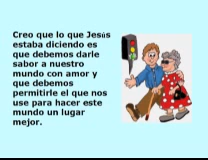 Creo que lo que Jesús
estaba diciendo es
que debemos darle
sabor a nuestro
mundo con amor y
que debemos
permitirle el que nos
use para hacer este
mundo un lugar
mejor.